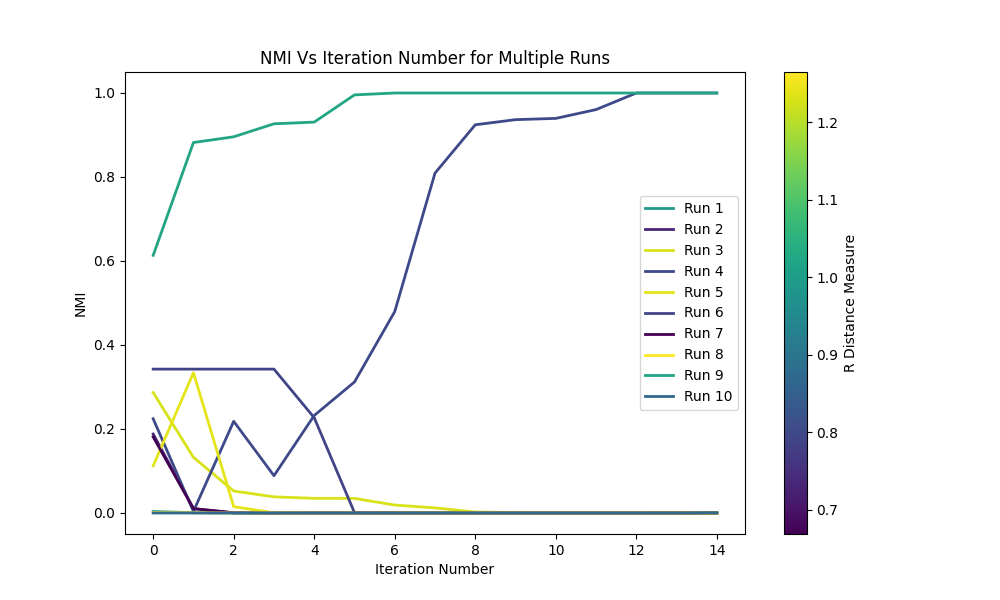 NMI Vs Iteration Number for Multiple Runs
NMI
1.0
0.8
0.6
0.4
0.2
0.0
0 2 4 6 8 10 12 14
Iteration Number
Run 1
Run 2
Run 3
Run 4
Run 5
Run 6
Run 7
Run 8
Run 9
Run 10
1.2
1.1
1.0
0.9
0.8
0.7
R Distance Measure